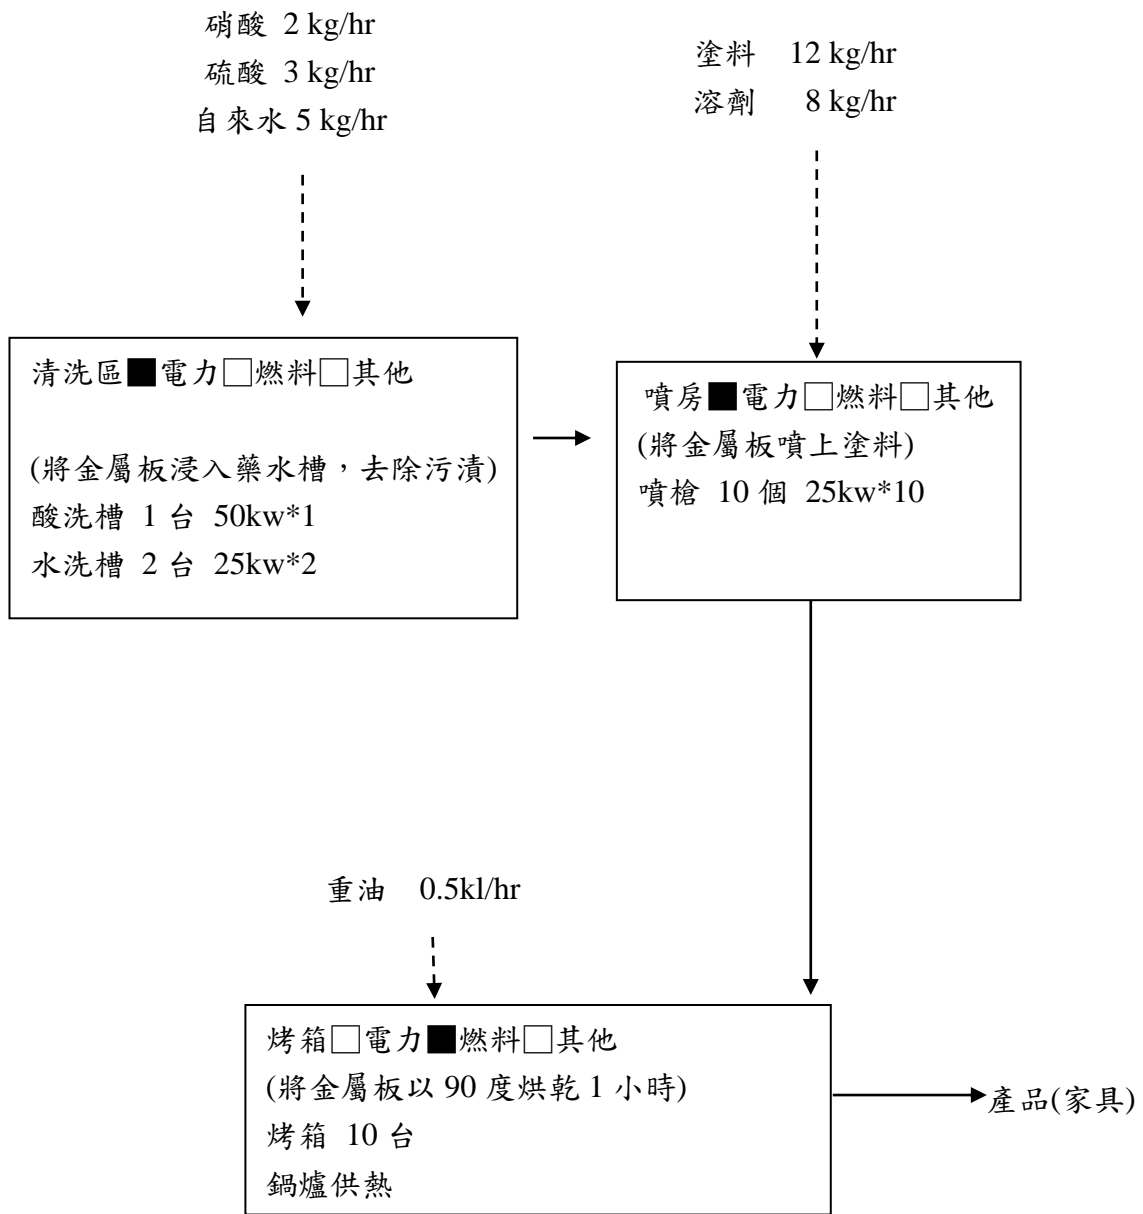 硝酸 2 kg/hr
硫酸 3 kg/hr
自來水 5 kg/hr
塗料 12 kg/hr
溶劑 8 kg/hr
清洗區■電力□燃料□其他
(將金屬板浸入藥水槽，去除污漬)
酸洗槽 1 台 50kw*1
水洗槽 2 台 25kw*2
噴房■電力□燃料□其他
(將金屬板噴上塗料)
噴槍 10 個 25kw*10
重油 0.5kl/hr
烤箱□電力■燃料□其他
(將金屬板以 90 度烘乾 1 小時)
烤箱 10 台
鍋爐供熱
產品(家具)